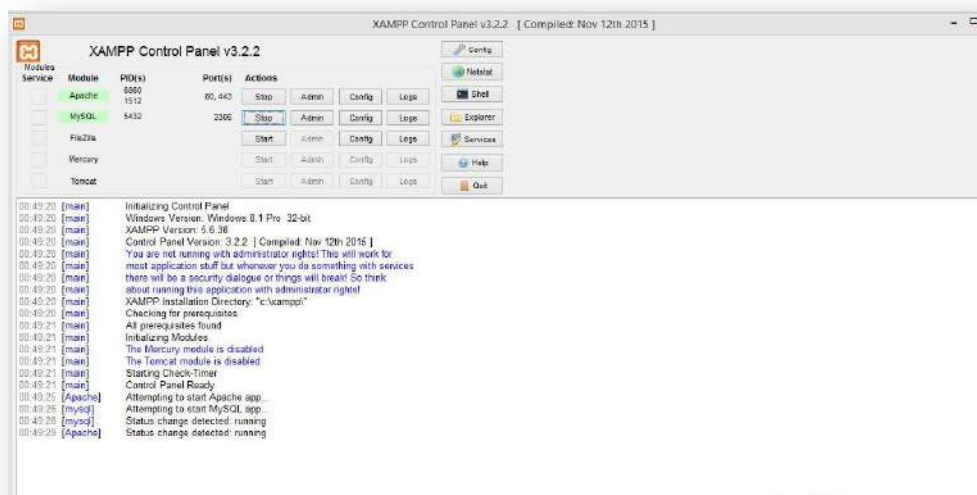 XAMPP Control Panel v3.2.2 [ Compiled: Nov 12th 2015 ]
XAMPP Control Panel v3.2.2
Modules
Service Module PID(s) Port(s) Actions
Apache 6860 1512 80, 443 Stop Admin Config Logs
MySQL 5432 3306 Stop Admin Config Logs
FileZilla Start Admin Config Logs
Mercury Start Admin Config Logs
Tomcat Start Admin Config Logs
Config
Netstat
Shell
Explorer
Services
Help
Quit
00:49:20 [main] Initializing Control Panel
00:49:20 [main] Windows Version: Windows 8.1 Pro 32-bit
00:49:20 [main] XAMPP Version: 5.6.36
00:49:20 [main] Control Panel Version: 3.2.2 [ Compiled: Nov 12th 2015 ]
00:49:20 [main] You are not running with administrator rights! This will work for
00:49:20 [main] most application stuff but whenever you do something with services
00:49:20 [main] there will be a security dialogue or things will break! So think
00:49:20 [main] about running this application with administrator rights!
00:49:20 [main] XAMPP Installation Directory: "c:\xampp\"
00:49:20 [main] Checking for prerequisites
00:49:21 [main] All prerequisites found
00:49:21 [main] Initializing Modules
00:49:21 [main] The Mercury module is disabled
00:49:21 [main] The Tomcat module is disabled
00:49:21 [main] Starting Check-Timer
00:49:21 [main] Control Panel Ready
00:49:25 [Apache] Attempting to start Apache app...
00:49:26 [mysql] Attempting to start MySQL app...
00:49:28 [mysql] Status change detected: running
00:49:29 [Apache] Status change detected: running